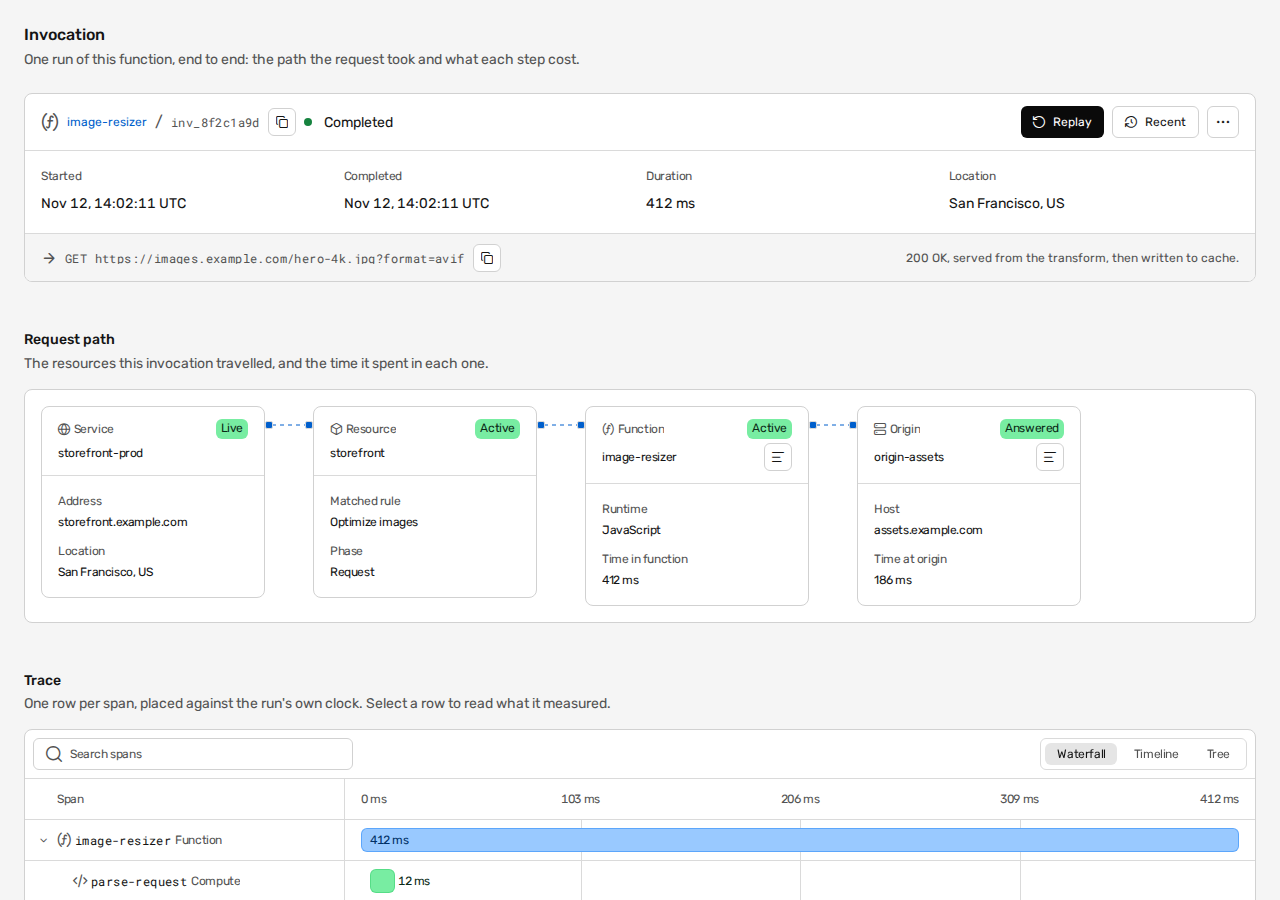 Invocation
One run of this function, end to end: the path the request took and what each step cost.
image-resizer / inv_8f2c1a9d Completed Replay Recent
Started Completed Duration Location
Nov 12, 14:02:11 UTC Nov 12, 14:02:11 UTC 412 ms San Francisco, US
GET https://images.example.com/hero-4k.jpg?format=avif 200 OK, served from the transform, then written to cache.
Request path
The resources this invocation travelled, and the time it spent in each one.
Service Live
storefront-prod
Address
storefront.example.com
Location
San Francisco, US
Resource Active
storefront
Matched rule
Optimize images
Phase
Request
Function Active
image-resizer
Runtime
JavaScript
Time in function
412 ms
Origin Answered
origin-assets
Host
assets.example.com
Time at origin
186 ms
Trace
One row per span, placed against the run's own clock. Select a row to read what it measured.
Search spans Waterfall Timeline Tree
Span 0 ms 103 ms 206 ms 309 ms 412 ms
image-resizer Function 412 ms
parse-request Compute 12 ms